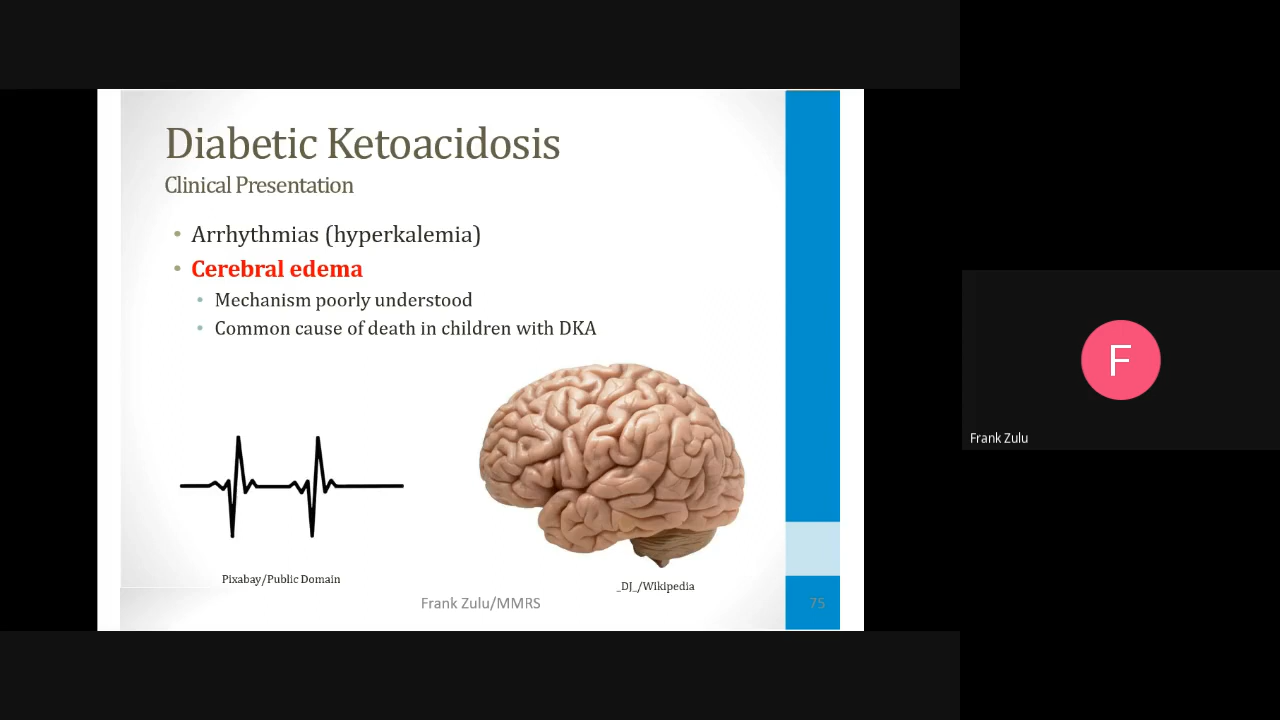 Diabetic Ketoacidosis
Clinical Presentation
• Arrhythmias (hyperkalemia)
• Cerebral edema
• Mechanism poorly understood
• Common cause of death in children with DKA
Pixabay/Public Domain
_DJ_/Wikipedia
Frank Zulu/MMRS
75
F
Frank Zulu